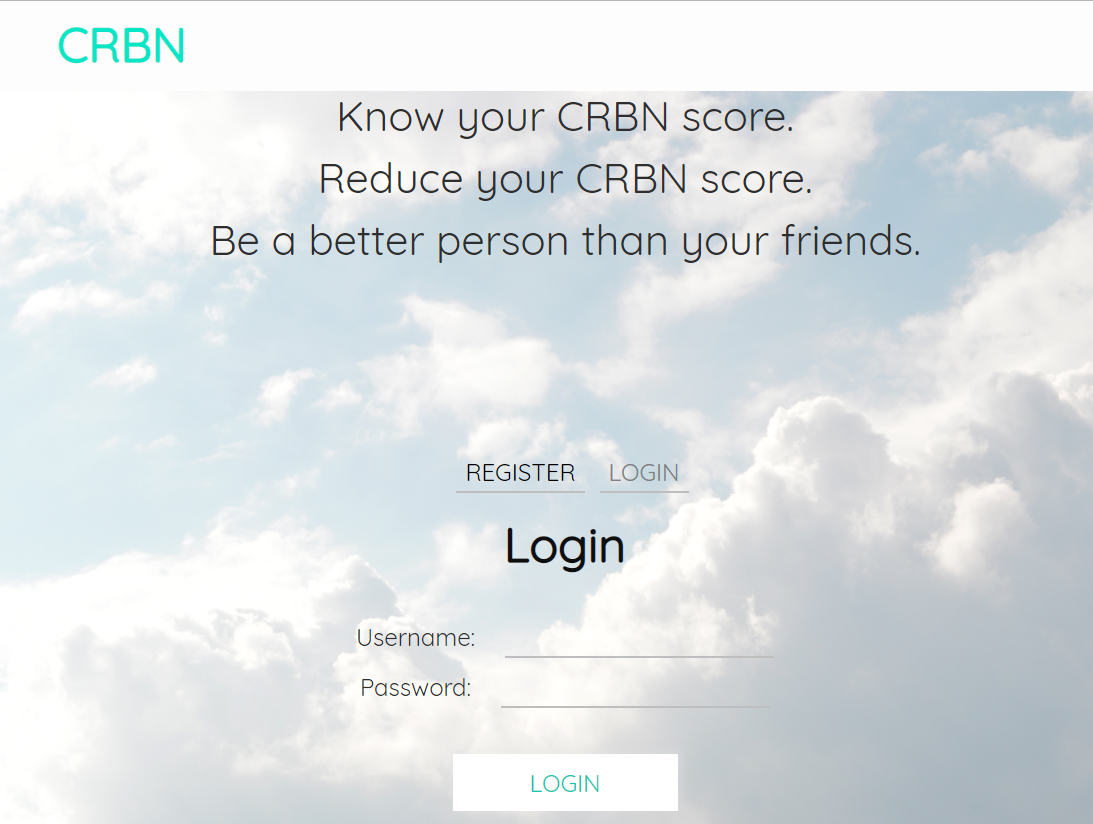 CRBN
Know your CRBN score.
Reduce your CRBN score.
Be a better person than your friends.
REGISTER LOGIN
Login
Username:
Password:
LOGIN